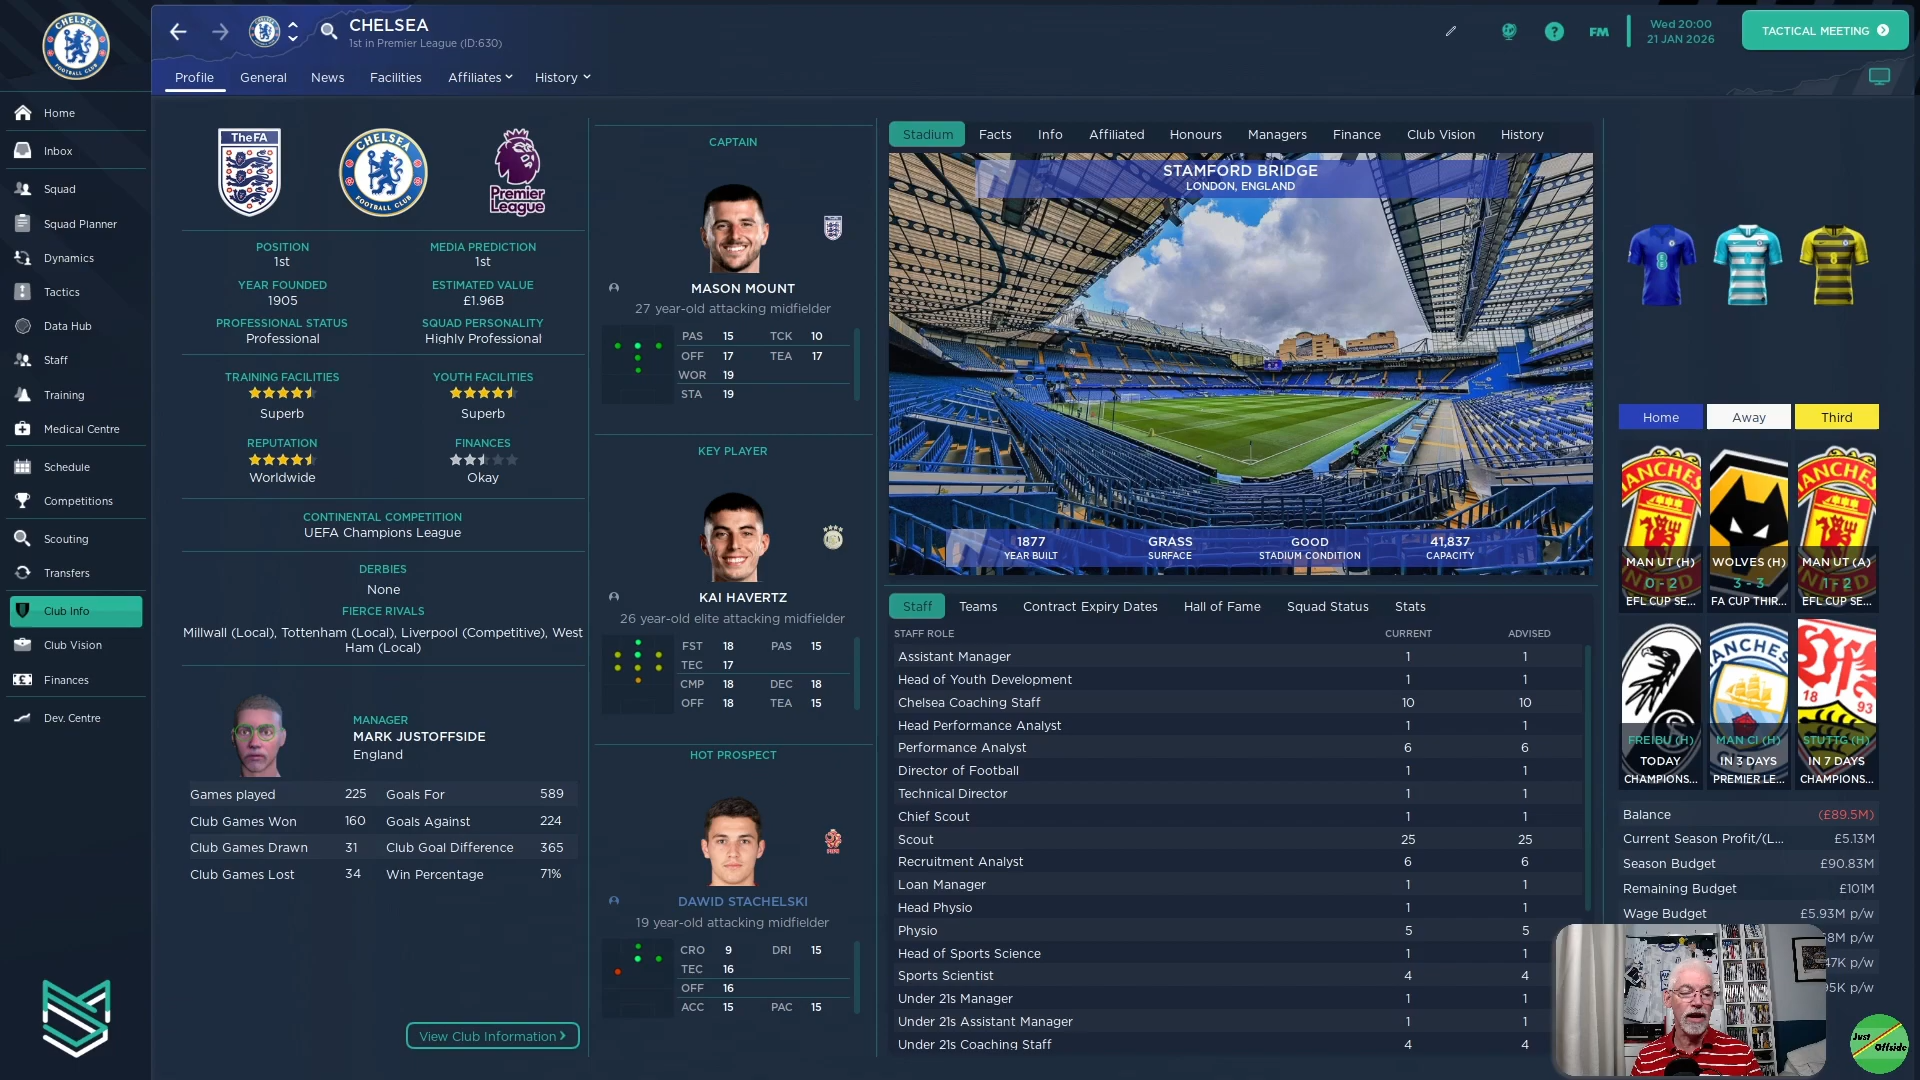 CHELSEA
1st in Premier League (ID:630)
FM
Wed 20:00
21 JAN 2026
TACTICAL MEETING
Profile
General
News
Facilities
Affiliates
History
Home
Inbox
Squad
Squad Planner
Dynamics
Tactics
Data Hub
Staff
Training
Medical Centre
Schedule
Competitions
Scouting
Transfers
Club Info
Club Vision
Finances
Dev. Centre
TheFA
CHELSEA
FOOTBALL CLUB
Premier
League
POSITION
1st
MEDIA PREDICTION
1st
YEAR FOUNDED
1905
ESTIMATED VALUE
£1.96B
PROFESSIONAL STATUS
Professional
SQUAD PERSONALITY
Highly Professional
TRAINING FACILITIES
Superb
YOUTH FACILITIES
Superb
REPUTATION
Worldwide
FINANCES
Okay
CONTINENTAL COMPETITION
UEFA Champions League
DERBIES
None
FIERCE RIVALS
Millwall (Local), Tottenham (Local), Liverpool (Competitive), West
Ham (Local)
MANAGER
MARK JUSTOFFSIDE
England
Games played 225 Goals For 589
Club Games Won 160 Goals Against 224
Club Games Drawn 31 Club Goal Difference 365
Club Games Lost 34 Win Percentage 71%
View Club Information
CAPTAIN
MASON MOUNT
27 year-old attacking midfielder
PAS 15 TCK 10
OFF 17 TEA 17
WOR 19
STA 19
KEY PLAYER
KAI HAVERTZ
26 year-old elite attacking midfielder
FST 18 PAS 15
TEC 17
CMP 18 DEC 18
OFF 18 TEA 15
HOT PROSPECT
DAWID STACHELSKI
19 year-old attacking midfielder
CRO 9 DRI 15
TEC 16
OFF 16
ACC 15 PAC 15
Stadium
Facts
Info
Affiliated
Honours
Managers
Finance
Club Vision
History
STAMFORD BRIDGE
LONDON, ENGLAND
1877
YEAR BUILT
GRASS
SURFACE
GOOD
STADIUM CONDITION
41,837
CAPACITY
Staff
Teams
Contract Expiry Dates
Hall of Fame
Squad Status
Stats
STAFF ROLE CURRENT ADVISED
Assistant Manager 1 1
Head of Youth Development 1 1
Chelsea Coaching Staff 10 10
Head Performance Analyst 1 1
Performance Analyst 6 6
Director of Football 1 1
Technical Director 1 1
Chief Scout 1 1
Scout 25 25
Recruitment Analyst 6 6
Loan Manager 1 1
Head Physio 1 1
Physio 5 5
Head of Sports Science 1 1
Sports Scientist 4 4
Under 21s Manager 1 1
Under 21s Assistant Manager 1 1
Under 21s Coaching Staff 4 4
Home
Away
Third
MAN UT (H)
0 - 2
EFL CUP SE...
WOLVES (H)
3 - 3
FA CUP THIR...
MAN UT (A)
1 - 2
EFL CUP SE...
FREIBU (H)
TODAY
CHAMPIONS...
MAN CI (H)
IN 3 DAYS
PREMIER LE...
18 93
STUTTG (H)
IN 7 DAYS
CHAMPIONS...
Balance (£89.5M)
Current Season Profit/(L... £5.13M
Season Budget £90.83M
Remaining Budget £101M
Wage Budget £5.93M p/w
8M p/w
47K p/w
95K p/w
Just
Offside